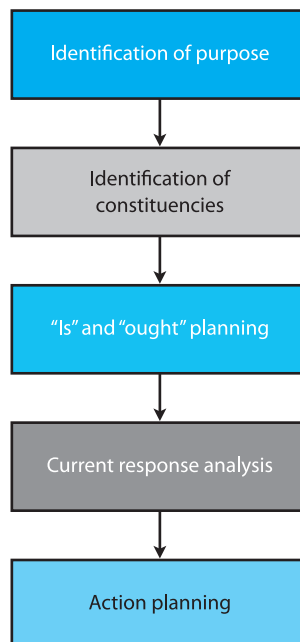 Identification of purpose
Identification of
constituencies
“Is” and “ought” planning
Current response analysis
Action planning